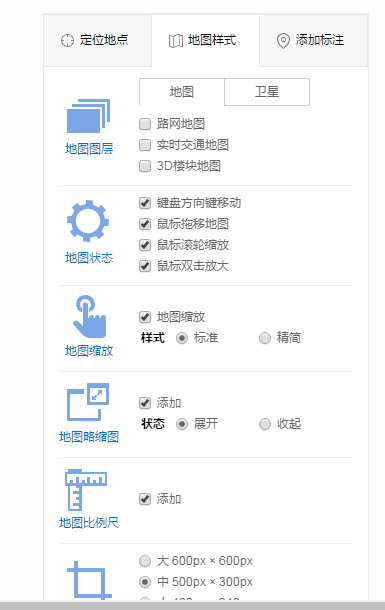 定位地点 地图样式 添加标注
地图 卫星
路网地图
实时交通地图
3D楼块地图
地图图层
键盘方向键移动
鼠标拖移地图
鼠标滚轮缩放
鼠标双击放大
地图状态
地图缩放
样式 标准 精简
地图缩放
添加
状态 展开 收起
地图略缩图
添加
地图比例尺
大 600px × 600px
中 500px × 300px